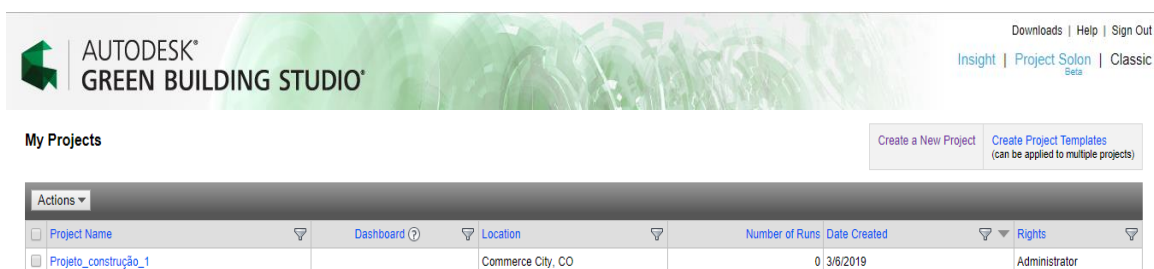 Downloads | Help | Sign Out
AUTODESK®
GREEN BUILDING STUDIO®
Insight | Project Solon | Classic
Beta
My Projects
Create a New Project
Create Project Templates
(can be applied to multiple projects)
Actions
Project Name Dashboard ? Location Number of Runs Date Created Rights
Projeto_construção_1 Commerce City, CO 0 3/6/2019 Administrator